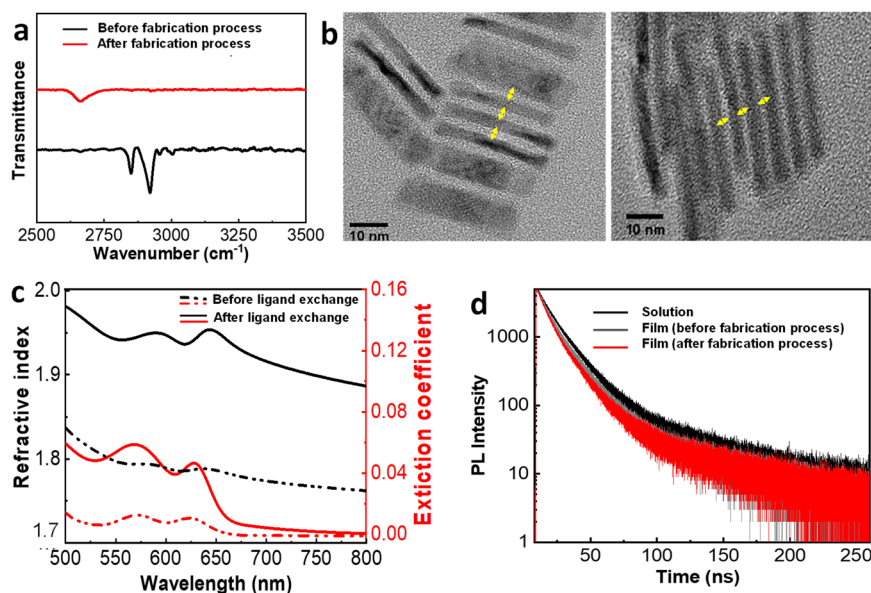 a
Before fabrication process
After fabrication process
Transmittance
2500 2750 3000 3250 3500
Wavenumber (cm⁻¹)
b
10 nm
10 nm
c
Before ligand exchange
After ligand exchange
Refractive index
2.0
1.9
1.8
1.7
Extiction coefficient
0.16
0.12
0.08
0.04
0.00
500 550 600 650 700 750 800
Wavelength (nm)
d
Solution
Film (before fabrication process)
Film (after fabrication process)
PL Intensity
1000
100
10
1
50 100 150 200 250
Time (ns)